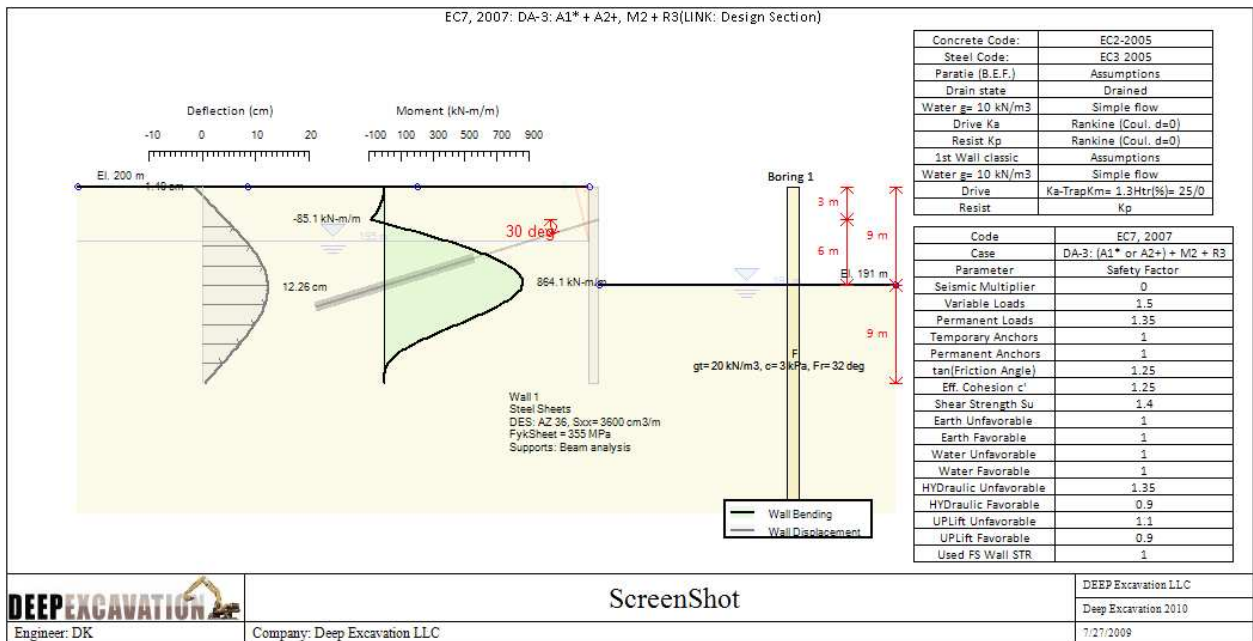 EC7, 2007: DA-3: A1* + A2+, M2 + R3(LINK: Design Section)
Concrete Code: EC2-2005
Steel Code: EC3 2005
Paratie (B.E.F.) Assumptions
Drain state Drained
Water g= 10 kN/m3 Simple flow
Drive Ka Rankine (Coul. d=0)
Resist Kp Rankine (Coul. d=0)
1st Wall classic Assumptions
Water g= 10 kN/m3 Simple flow
Drive Ka-TrapKm= 1.3Htr(%)= 25/0
Resist Kp
Deflection (cm)
-10 0 10 20
Moment (kN-m/m)
-100 100 300 500 700 900
El. 200 m
-85.1 kN-m/m
30 deg
12.26 cm
864.1 kN-m/m
Boring 1
3 m
6 m
9 m
El. 191 m
9 m
F
gt= 20 kN/m3, c= 3 kPa, Fr= 32 deg
Wall 1
Steel Sheets
DES: AZ 36, Sxx= 3600 cm3/m
FykSheet = 355 MPa
Supports: Beam analysis
Wall Bending
Wall Displacement
Code EC7, 2007
Case DA-3: (A1* or A2+) + M2 + R3
Parameter Safety Factor
Seismic Multiplier 0
Variable Loads 1.5
Permanent Loads 1.35
Temporary Anchors 1
Permanent Anchors 1
tan(Friction Angle) 1.25
Eff. Cohesion c' 1.25
Shear Strength Su 1.4
Earth Unfavorable 1
Earth Favorable 1
Water Unfavorable 1
Water Favorable 1
HYDraulic Unfavorable 1.35
HYDraulic Favorable 0.9
UPLift Unfavorable 1.1
UPLift Favorable 0.9
Used FS Wall STR 1
DEEP EXCAVATION
ScreenShot
DEEP Excavation LLC
Deep Excavation 2010
Engineer: DK
Company: Deep Excavation LLC
7/27/2009